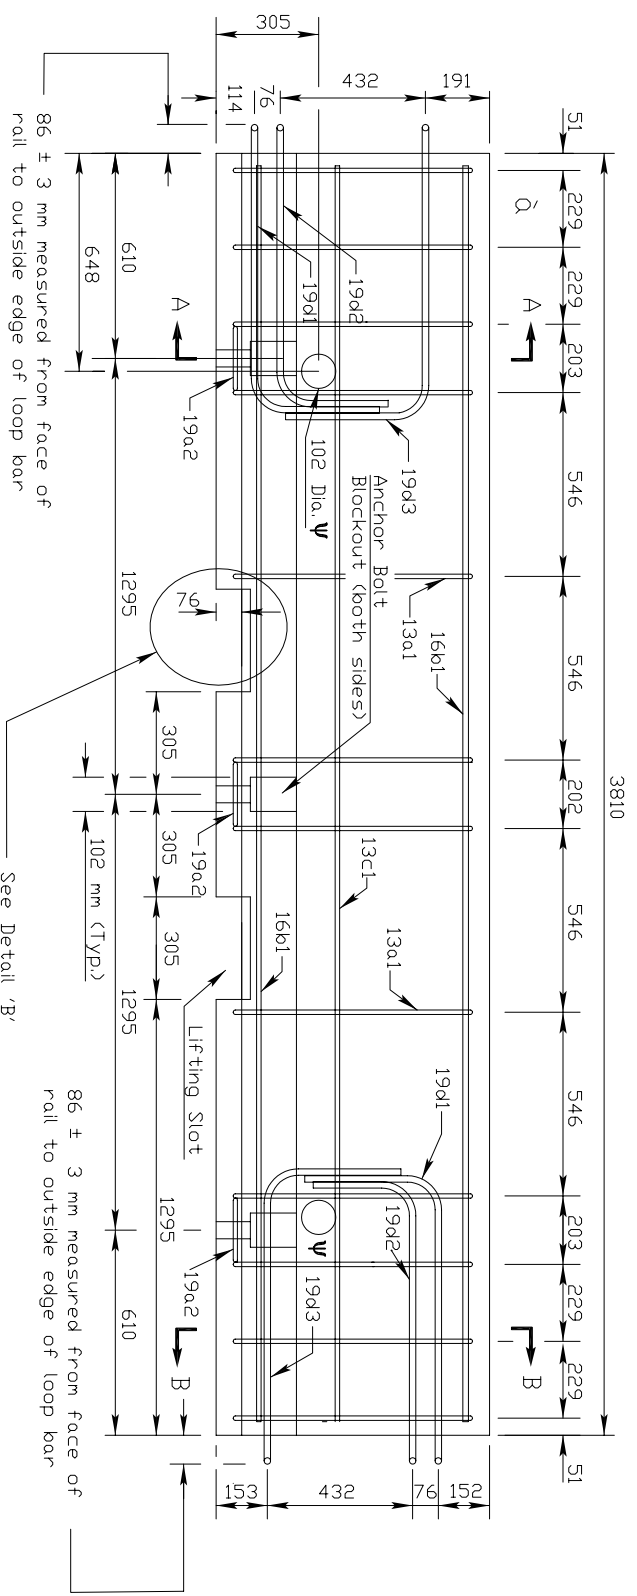 3810
51
229
229
203
546
546
202
546
546
203
229
229
51
A
A
B
B
191
432
76
114
305
152
76
432
153
19d2
19d1
19d3
102 Dia. Ψ
19a2
Anchor Bolt
Blockout (both sides)
13a1
16b1
13c1
16b1
13a1
19d1
19d2
19d3
Ψ
19a2
19a2
76
305
305
305
1295
Lifting Slot
102 mm (Typ.)
610
1295
1295
610
648
86 ± 3 mm measured from face of
rail to outside edge of loop bar
See Detail 'B'
86 ± 3 mm measured from face of
rail to outside edge of loop bar